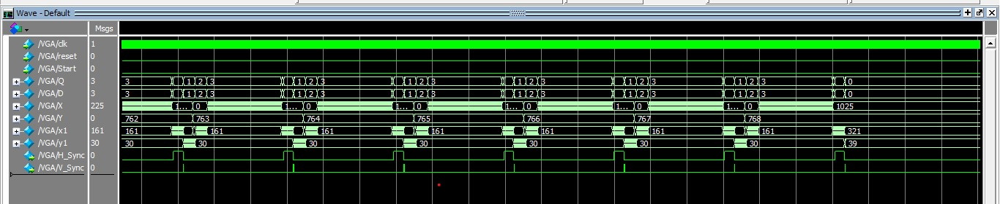 Wave - Default
Msgs
/VGA/clk 1
/VGA/reset 0
/VGA/Start 0
/VGA/Q 3 3 1 2 3 1 2 3 1 2 3 1 2 3 1 2 3 1 2 3 0
/VGA/D 3 3 1 2 3 1 2 3 1 2 3 1 2 3 1 2 3 1 2 3 0
/VGA/X 225 1... 0 1... 0 1... 0 1... 0 1... 0 1... 0 1025
/VGA/Y 0 762 763 764 765 766 767 768
/VGA/x1 161 161 161 161 161 161 161 161 321
/VGA/y1 30 30 30 30 30 30 30 30 39
/VGA/H_Sync 0
/VGA/V_Sync 0